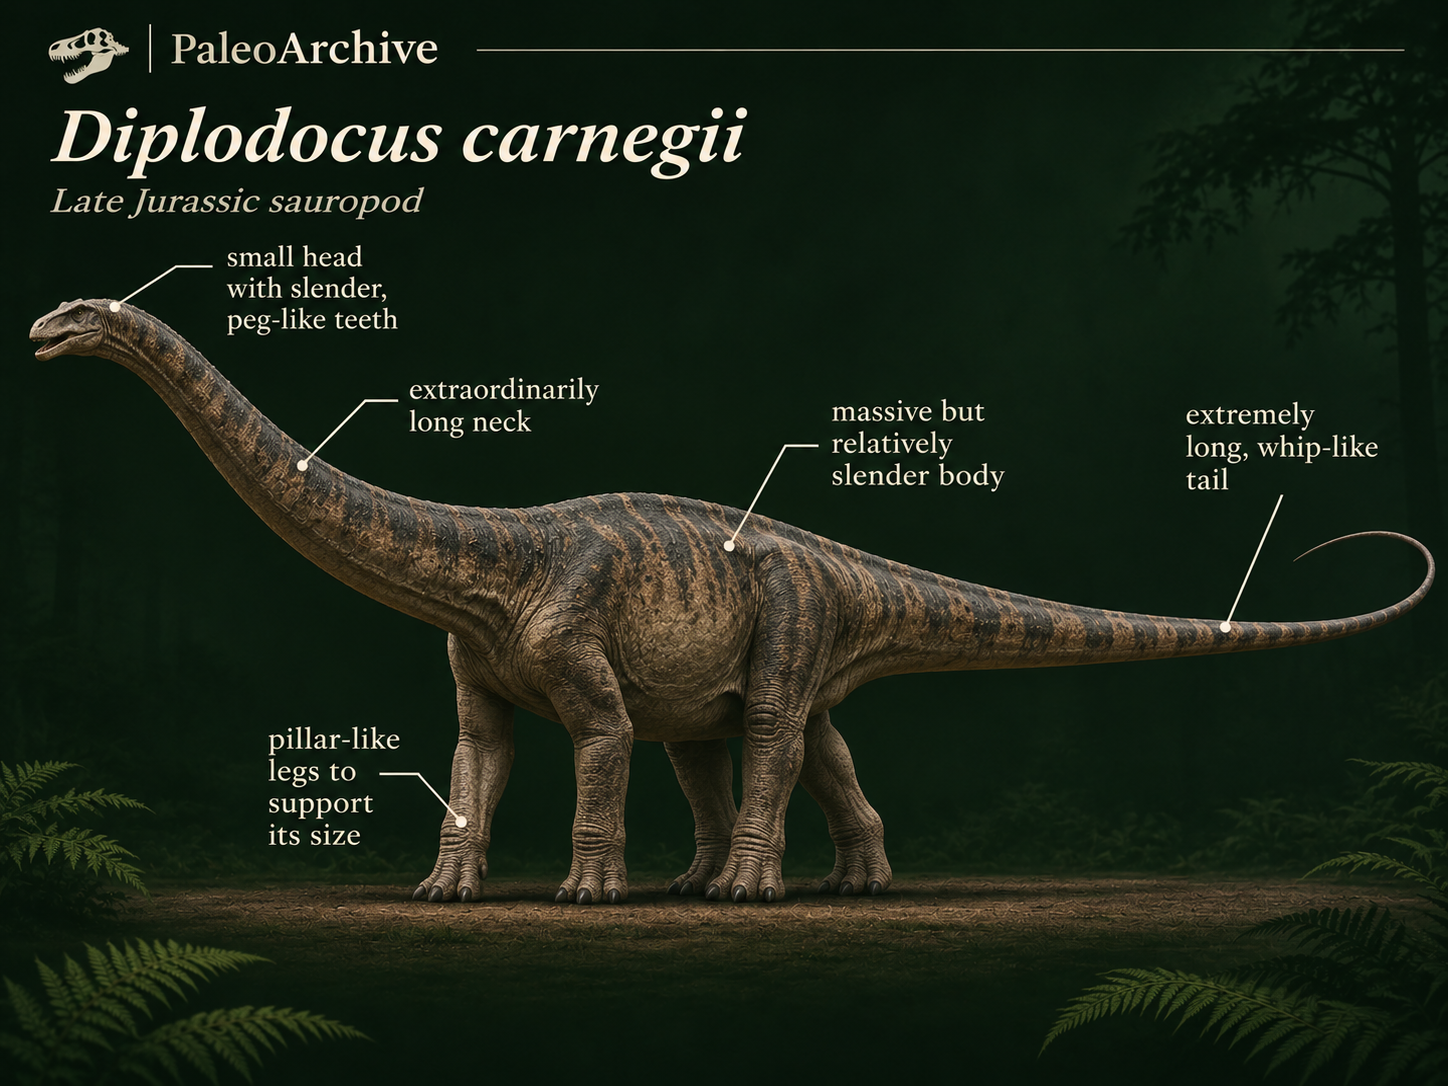 PaleoArchive
Diplodocus carnegii
Late Jurassic sauropod
small head
with slender,
peg-like teeth
extraordinarily
long neck
massive but
relatively
slender body
extremely
long, whip-like
tail
pillar-like
legs to
support
its size